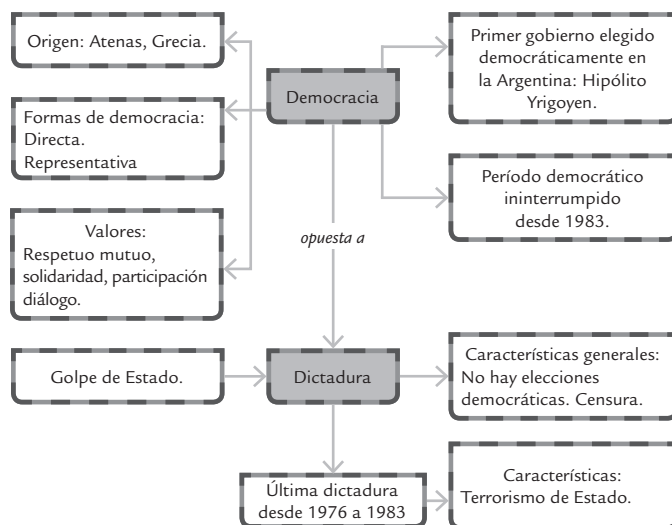 Origen: Atenas, Grecia.
Formas de democracia:
Directa.
Representativa
Valores:
Respetuo mutuo,
solidaridad, participación
diálogo.
Democracia
Primer gobierno elegido
democráticamente en
la Argentina: Hipólito
Yrigoyen.
Período democrático
ininterrumpido
desde 1983.
opuesta a
Golpe de Estado.
Dictadura
Característícas generales:
No hay elecciones
democráticas. Censura.
Última dictadura
desde 1976 a 1983
Características:
Terrorismo de Estado.